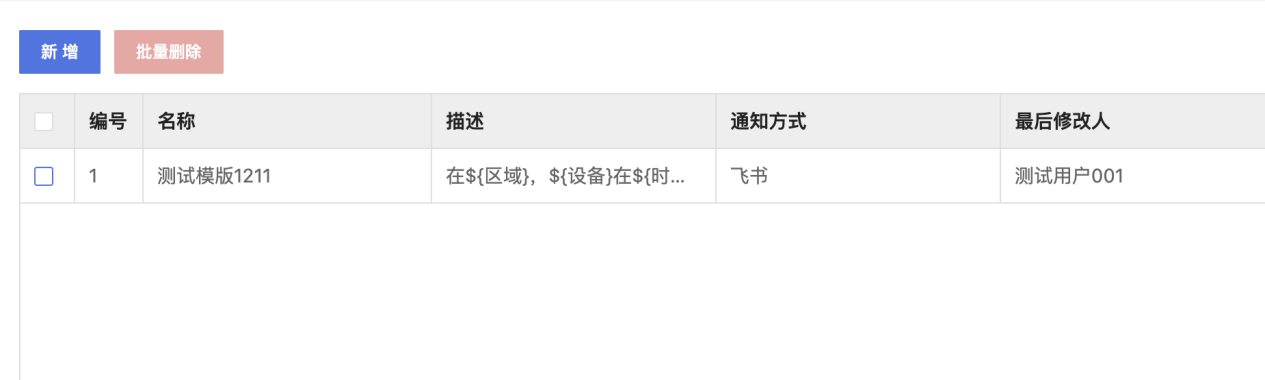 新 增 批量删除
编号 名称 描述 通知方式 最后修改人
1 测试模版1211 在${区域}，${设备}在${时... 飞书 测试用户001